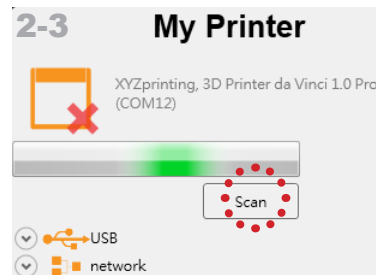 2-3 My Printer
XYZprinting, 3D Printer da Vinci 1.0 Pro
(COM12)
Scan
USB
network